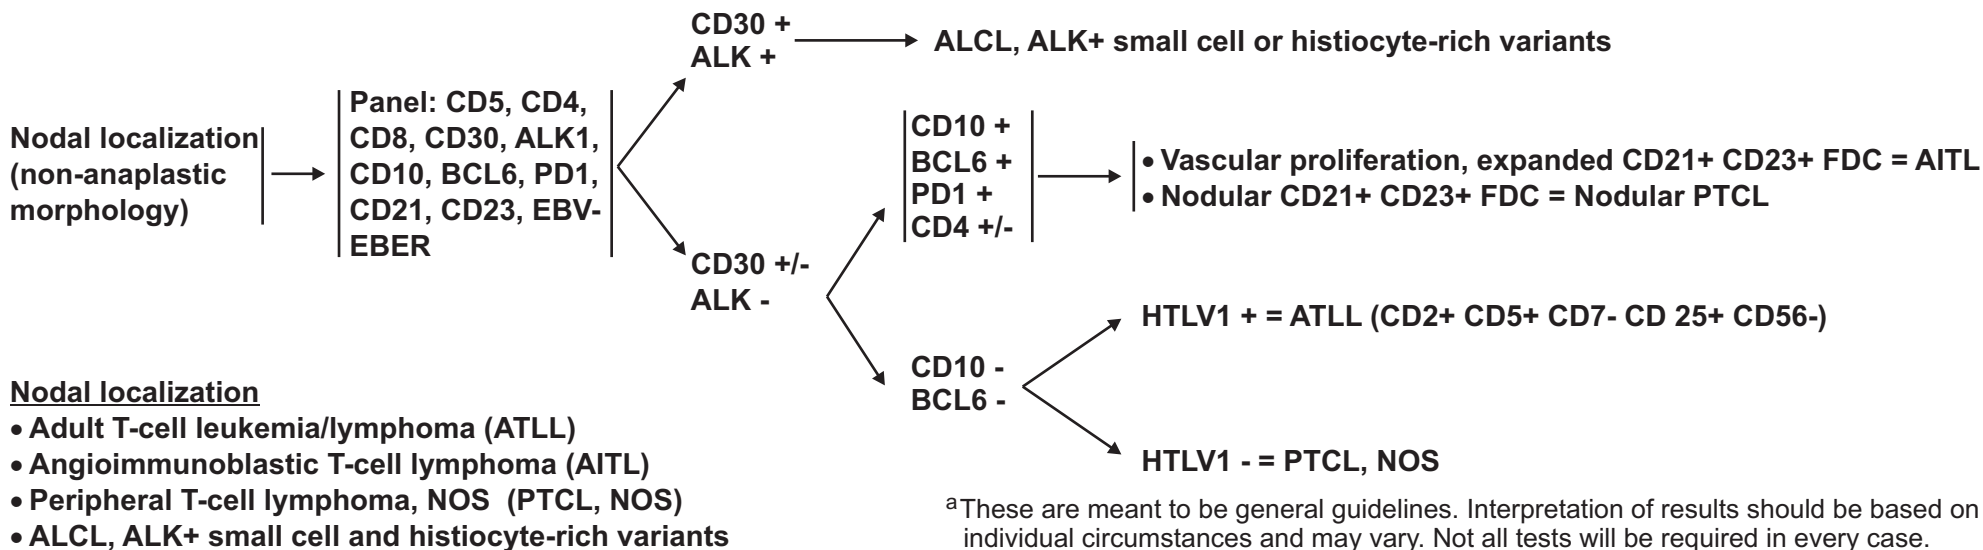 Nodal localization
(non-anaplastic
morphology)
Panel: CD5, CD4,
CD8, CD30, ALK1,
CD10, BCL6, PD1,
CD21, CD23, EBV-
EBER
CD30 +
ALK +
ALCL, ALK+ small cell or histiocyte-rich variants
CD30 +/-
ALK -
CD10 +
BCL6 +
PD1 +
CD4 +/-
• Vascular proliferation, expanded CD21+ CD23+ FDC = AITL
• Nodular CD21+ CD23+ FDC = Nodular PTCL
CD10 -
BCL6 -
HTLV1 + = ATLL (CD2+ CD5+ CD7- CD 25+ CD56-)
HTLV1 - = PTCL, NOS
Nodal localization
• Adult T-cell leukemia/lymphoma (ATLL)
• Angioimmunoblastic T-cell lymphoma (AITL)
• Peripheral T-cell lymphoma, NOS (PTCL, NOS)
• ALCL, ALK+ small cell and histiocyte-rich variants
a These are meant to be general guidelines. Interpretation of results should be based on
individual circumstances and may vary. Not all tests will be required in every case.